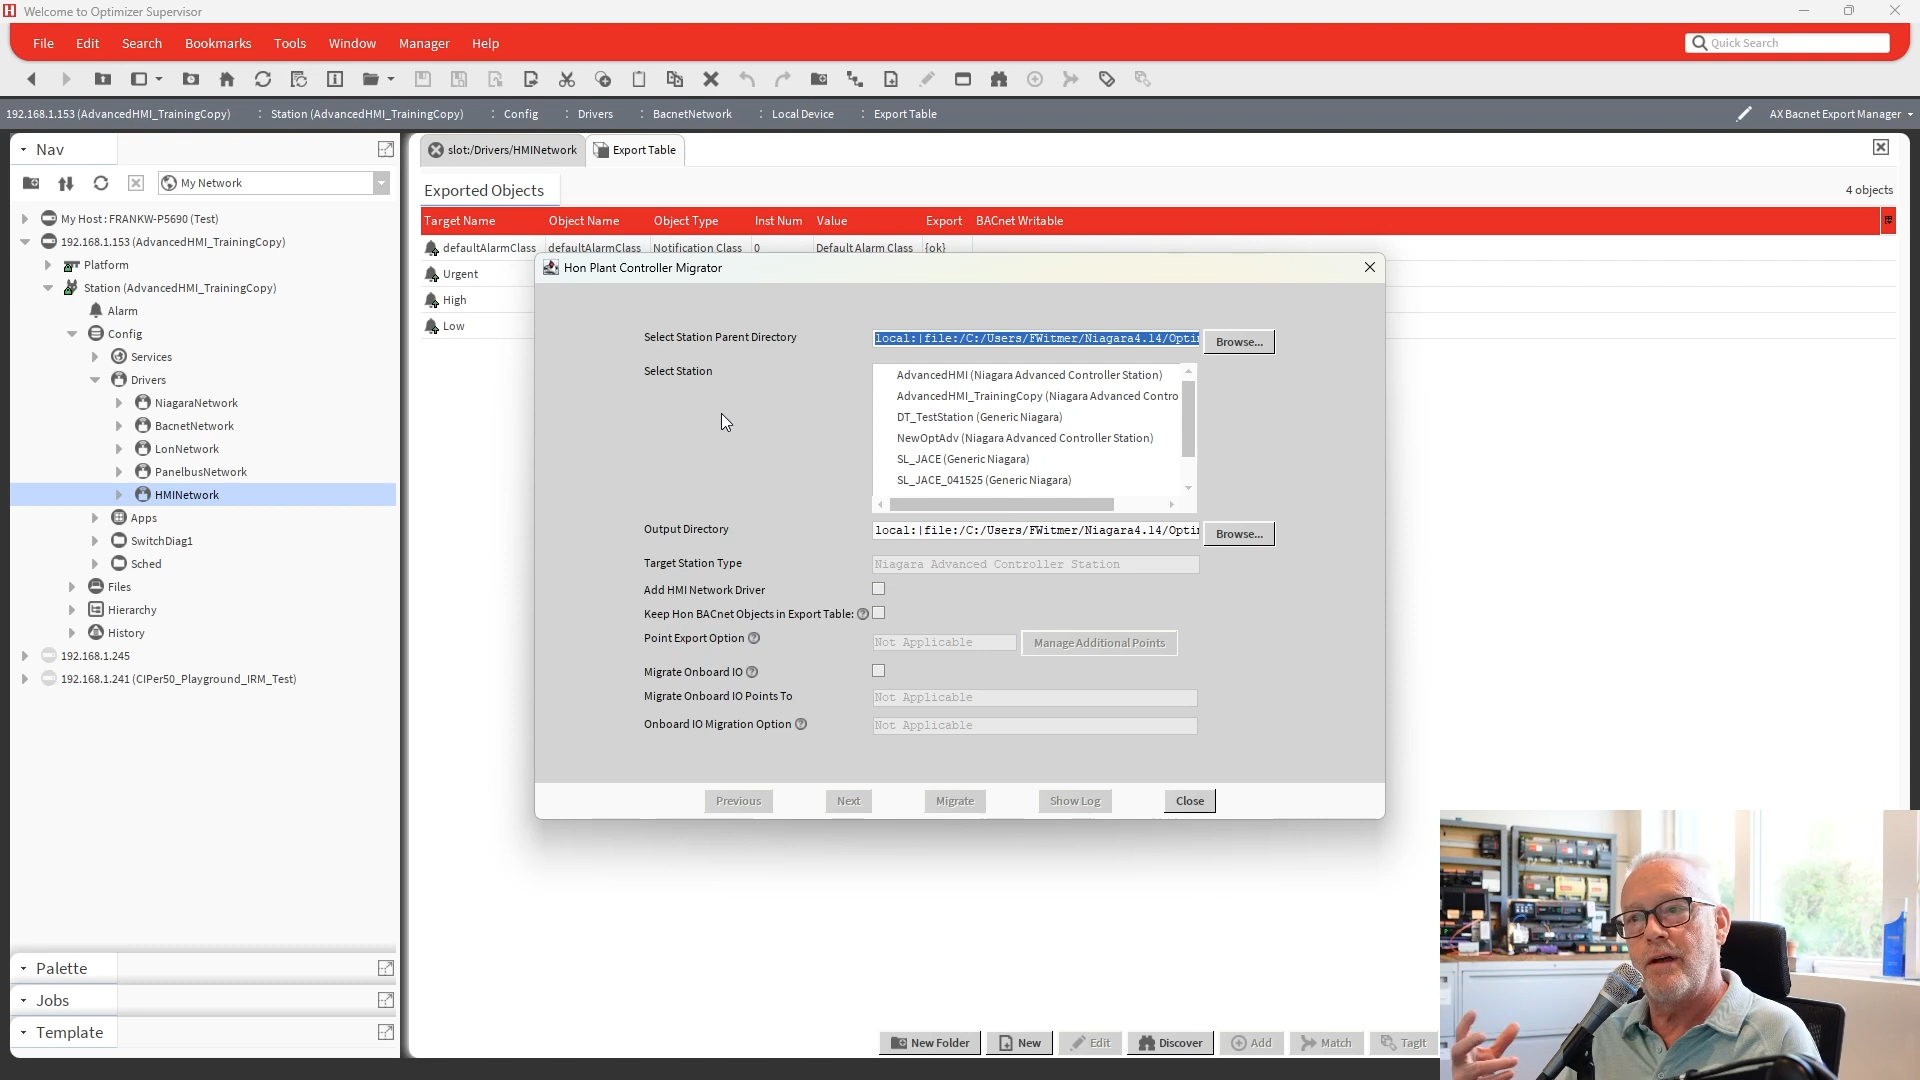 Welcome to Optimizer Supervisor
File Edit Search Bookmarks Tools Window Manager Help
Quick Search
192.168.1.153 (AdvancedHMI_TrainingCopy) : Station (AdvancedHMI_TrainingCopy) : Config : Drivers : BacnetNetwork : Local Device : Export Table
AX Bacnet Export Manager
Nav
My Network
My Host : FRANKW-P5690 (Test)
192.168.1.153 (AdvancedHMI_TrainingCopy)
Platform
Station (AdvancedHMI_TrainingCopy)
Alarm
Config
Services
Drivers
NiagaraNetwork
BacnetNetwork
LonNetwork
PanelbusNetwork
HMINetwork
Apps
SwitchDiag1
Sched
Files
Hierarchy
History
192.168.1.245
192.168.1.241 (CIPer50_Playground_IRM_Test)
Palette
Jobs
Template
slot:/Drivers/HMINetwork
Export Table
Exported Objects
4 objects
Target Name Object Name Object Type Inst Num Value Export BACnet Writable
defaultAlarmClass defaultAlarmClass Notification Class 0 Default Alarm Class {ok}
Urgent
High
Low
Hon Plant Controller Migrator
Select Station Parent Directory
local:|file:/C:/Users/FWitmer/Niagara4.14/Opti
Browse...
Select Station
AdvancedHMI (Niagara Advanced Controller Station)
AdvancedHMI_TrainingCopy (Niagara Advanced Contro
DT_TestStation (Generic Niagara)
NewOptAdv (Niagara Advanced Controller Station)
SL_JACE (Generic Niagara)
SL_JACE_041525 (Generic Niagara)
Output Directory
local:|file:/C:/Users/FWitmer/Niagara4.14/Opti
Browse...
Target Station Type
Niagara Advanced Controller Station
Add HMI Network Driver
Keep Hon BACnet Objects in Export Table:
Point Export Option
Not Applicable
Manage Additional Points
Migrate Onboard IO
Migrate Onboard IO Points To
Not Applicable
Onboard IO Migration Option
Not Applicable
Previous Next Migrate Show Log Close
New Folder New Edit Discover Add Match TagIt